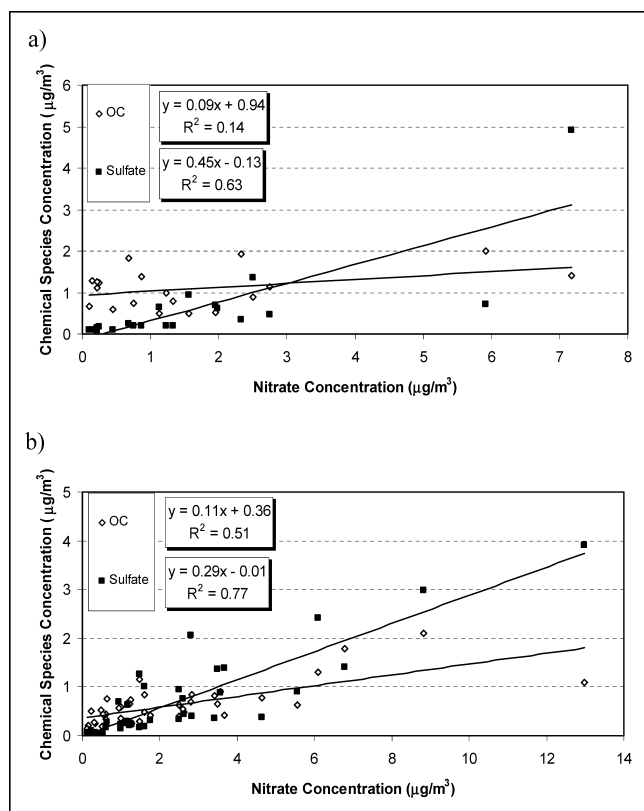 a)
Chemical Species Concentration (μg/m³)
6
5
4
3
2
1
0
OC
Sulfate
y = 0.09x + 0.94
R² = 0.14
y = 0.45x - 0.13
R² = 0.63
0 1 2 3 4 5 6 7 8
Nitrate Concentration (μg/m³)
b)
Chemical Species Concentration (μg/m³)
5
4
3
2
1
0
OC
Sulfate
y = 0.11x + 0.36
R² = 0.51
y = 0.29x - 0.01
R² = 0.77
0 2 4 6 8 10 12 14
Nitrate Concentration (μg/m³)